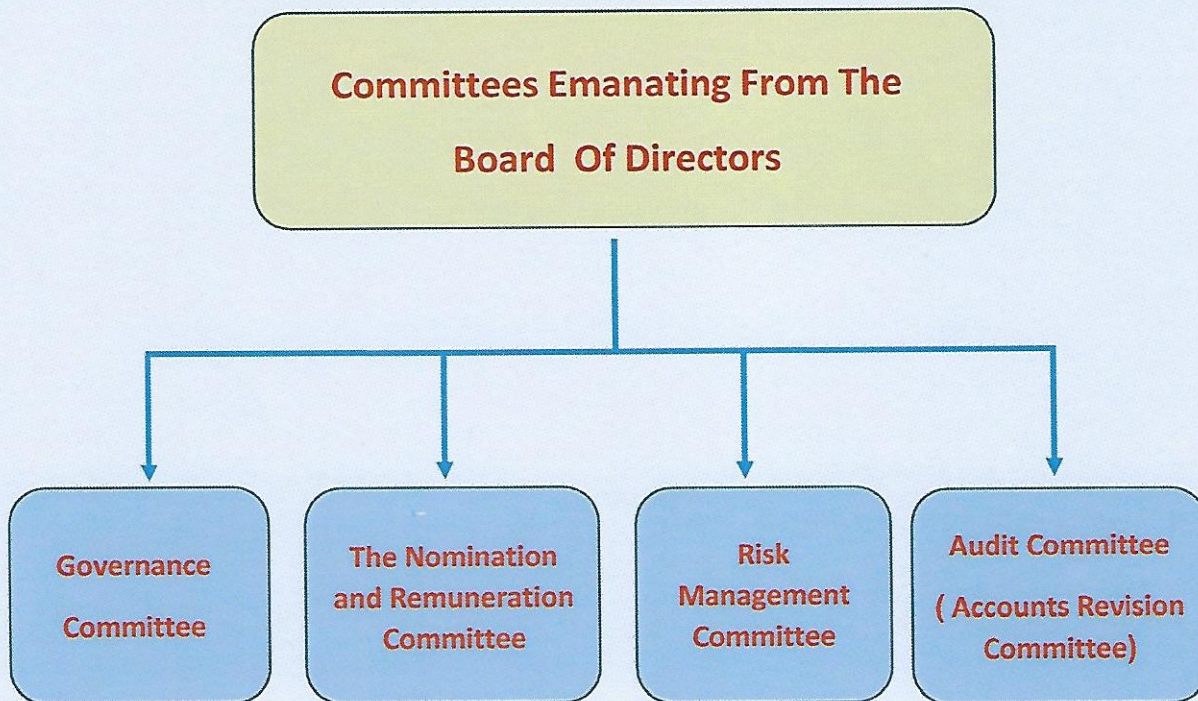 Committees Emanating From The
Board Of Directors
Governance
Committee
The Nomination
and Remuneration
Committee
Risk
Management
Committee
Audit Committee
( Accounts Revision
Committee)